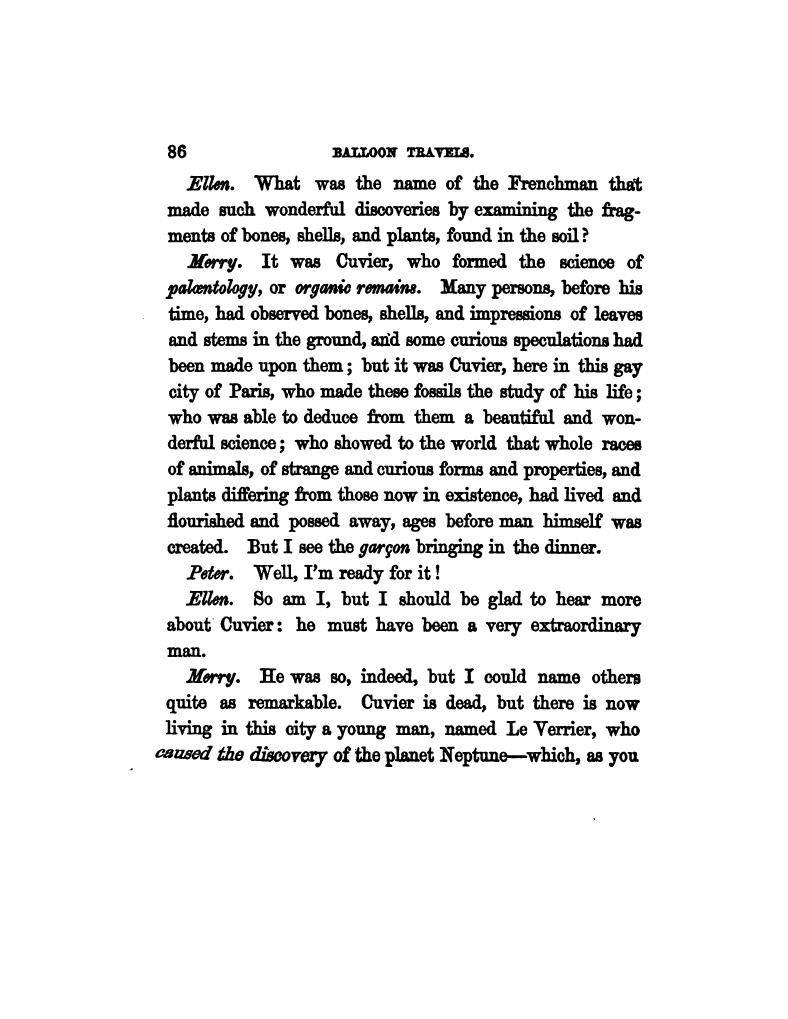 86 BALLOON TRAVELS.
Ellen. What was the name of the Frenchman that
made such wonderful discoveries by examining the frag-
ments of bones, shells, and plants, found in the soil?
Merry. It was Cuvier, who formed the science of
palœntology, or organic remains. Many persons, before his
time, had observed bones, shells, and impressions of leaves
and stems in the ground, and some curious speculations had
been made upon them; but it was Cuvier, here in this gay
city of Paris, who made these fossils the study of his life;
who was able to deduce from them a beautiful and won-
derful science; who showed to the world that whole races
of animals, of strange and curious forms and properties, and
plants differing from those now in existence, had lived and
flourished and possed away, ages before man himself was
created. But I see the garçon bringing in the dinner.
Peter. Well, I'm ready for it!
Ellen. So am I, but I should be glad to hear more
about Cuvier: he must have been a very extraordinary
man.
Merry. He was so, indeed, but I could name others
quite as remarkable. Cuvier is dead, but there is now
living in this city a young man, named Le Verrier, who
caused the discovery of the planet Neptune—which, as you